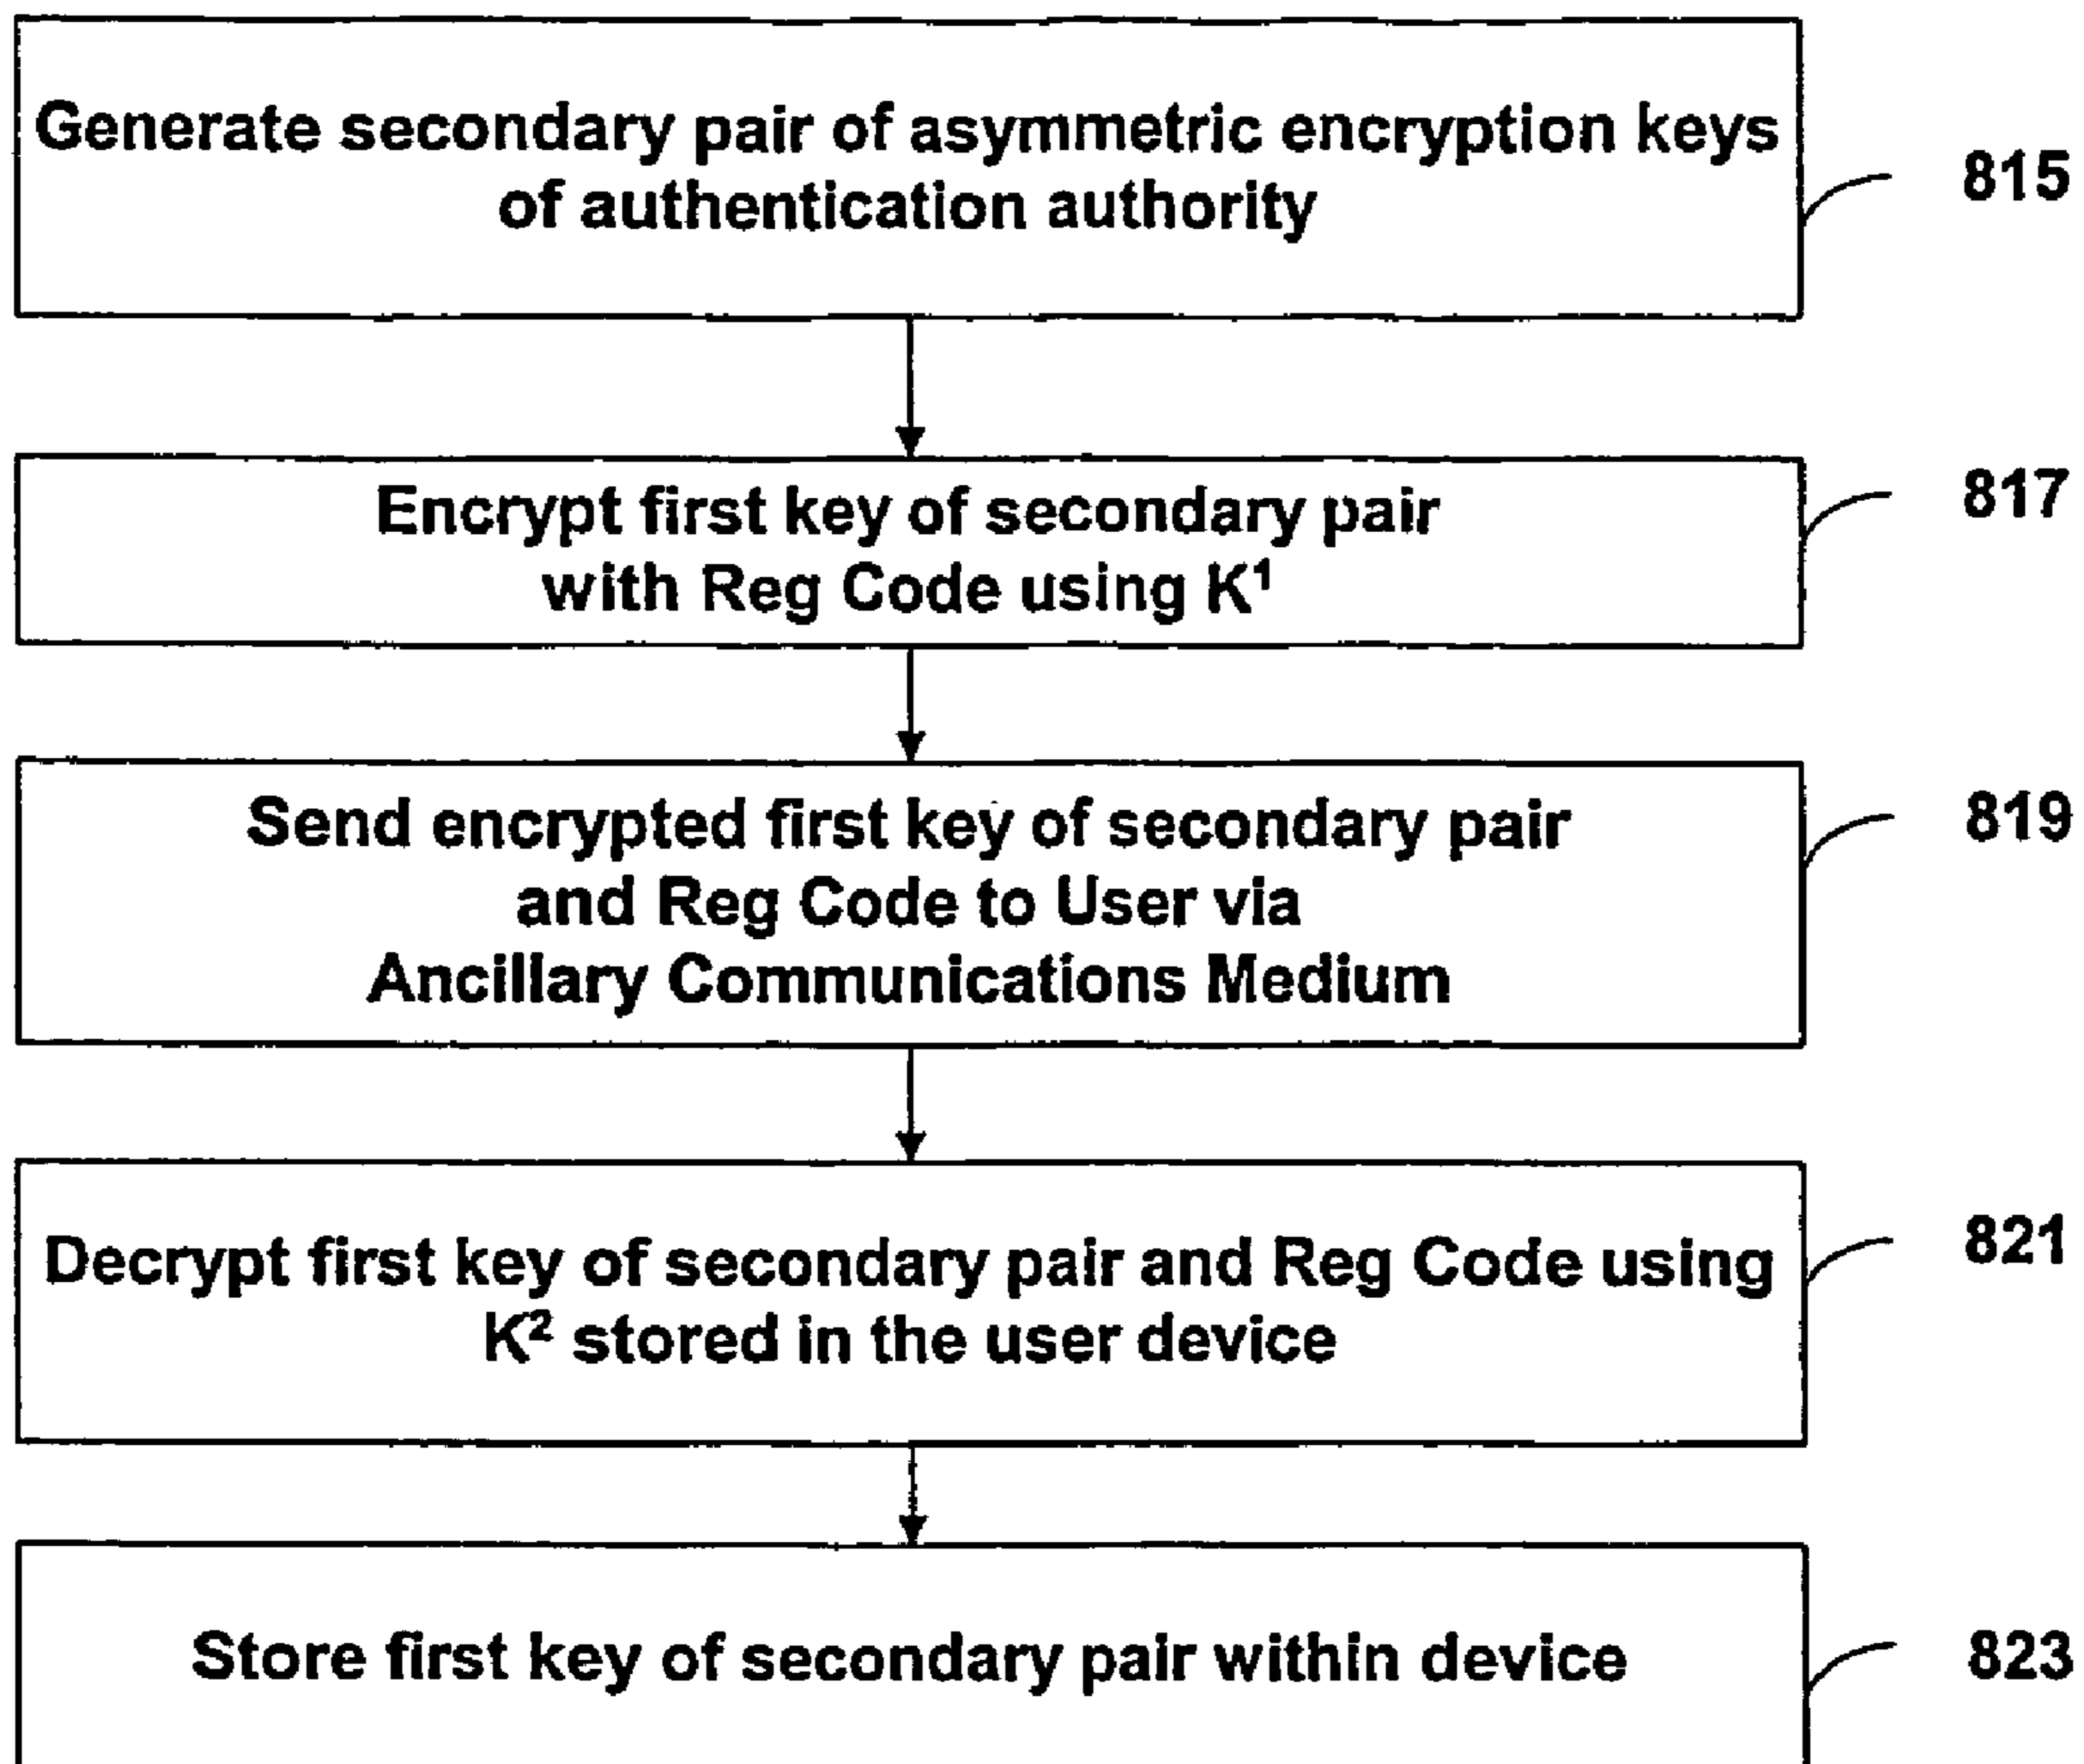 Generate secondary pair of asymmetric encryption keys
of authentication authority
815
Encrypt first key of secondary pair
with Reg Code using K¹
817
Send encrypted first key of secondary pair
and Reg Code to User via
Ancillary Communications Medium
819
Decrypt first key of secondary pair and Reg Code using
K² stored in the user device
821
Store first key of secondary pair within device
823